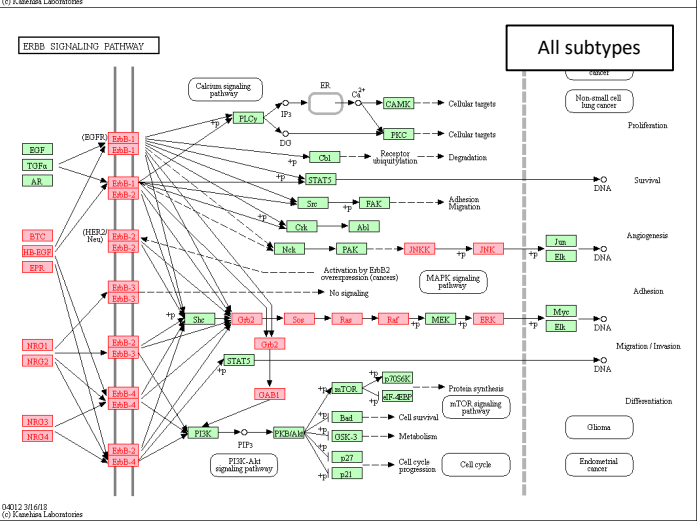 (c) Kanehisa Laboratories
ERBB SIGNALING PATHWAY
All subtypes
cancer
Non-small cell
lung cancer
Proliferation
Survival
Angiogenesis
Adhesion
Migration / Invasion
Differentiation
Glioma
Endometrial
cancer
Calcium signaling
pathway
ER
Ca2+
IP3
DG
+p
PLCγ
CAMK
Cellular targets
PKC
Cellular targets
+p
(EGFR)
ErbB-1
ErbB-1
EGF
TGFα
AR
Cbl
Receptor
ubiquitylation
Degradation
+p
ErbB-1
ErbB-2
STAT5
DNA
+p
Src
FAK
Adhesion
Migration
+p
Crk
Abl
+p
BTC
HB-EGF
EPR
(HER2/
Neu)
ErbB-2
ErbB-2
Nck
PAK
JNKK
JNK
+p
Jun
Elk
DNA
Activation by ErbB2
overexpression (cancers)
MAPK signaling
pathway
ErbB-3
ErbB-3
No signaling
+p
Shc
Grb2
Sos
Ras
Raf
+p
MEK
+p
ERK
+p
Myc
Elk
DNA
NRG1
NRG2
ErbB-2
ErbB-3
Grb2
STAT5
+p
DNA
GAB1
ErbB-4
ErbB-4
+p
mTOR
+p
p70S6K
eIF-4EBP
+p
Protein synthesis
mTOR signaling
pathway
+p
Bad
Cell survival
NRG3
NRG4
PI3K
PIP3
PKB/Akt
+p
GSK-3
Metabolism
ErbB-2
ErbB-4
PI3K-Akt
signaling pathway
+p
p27
+p
p21
Cell cycle
progression
Cell cycle
04012 3/16/18
(c) Kanehisa Laboratories